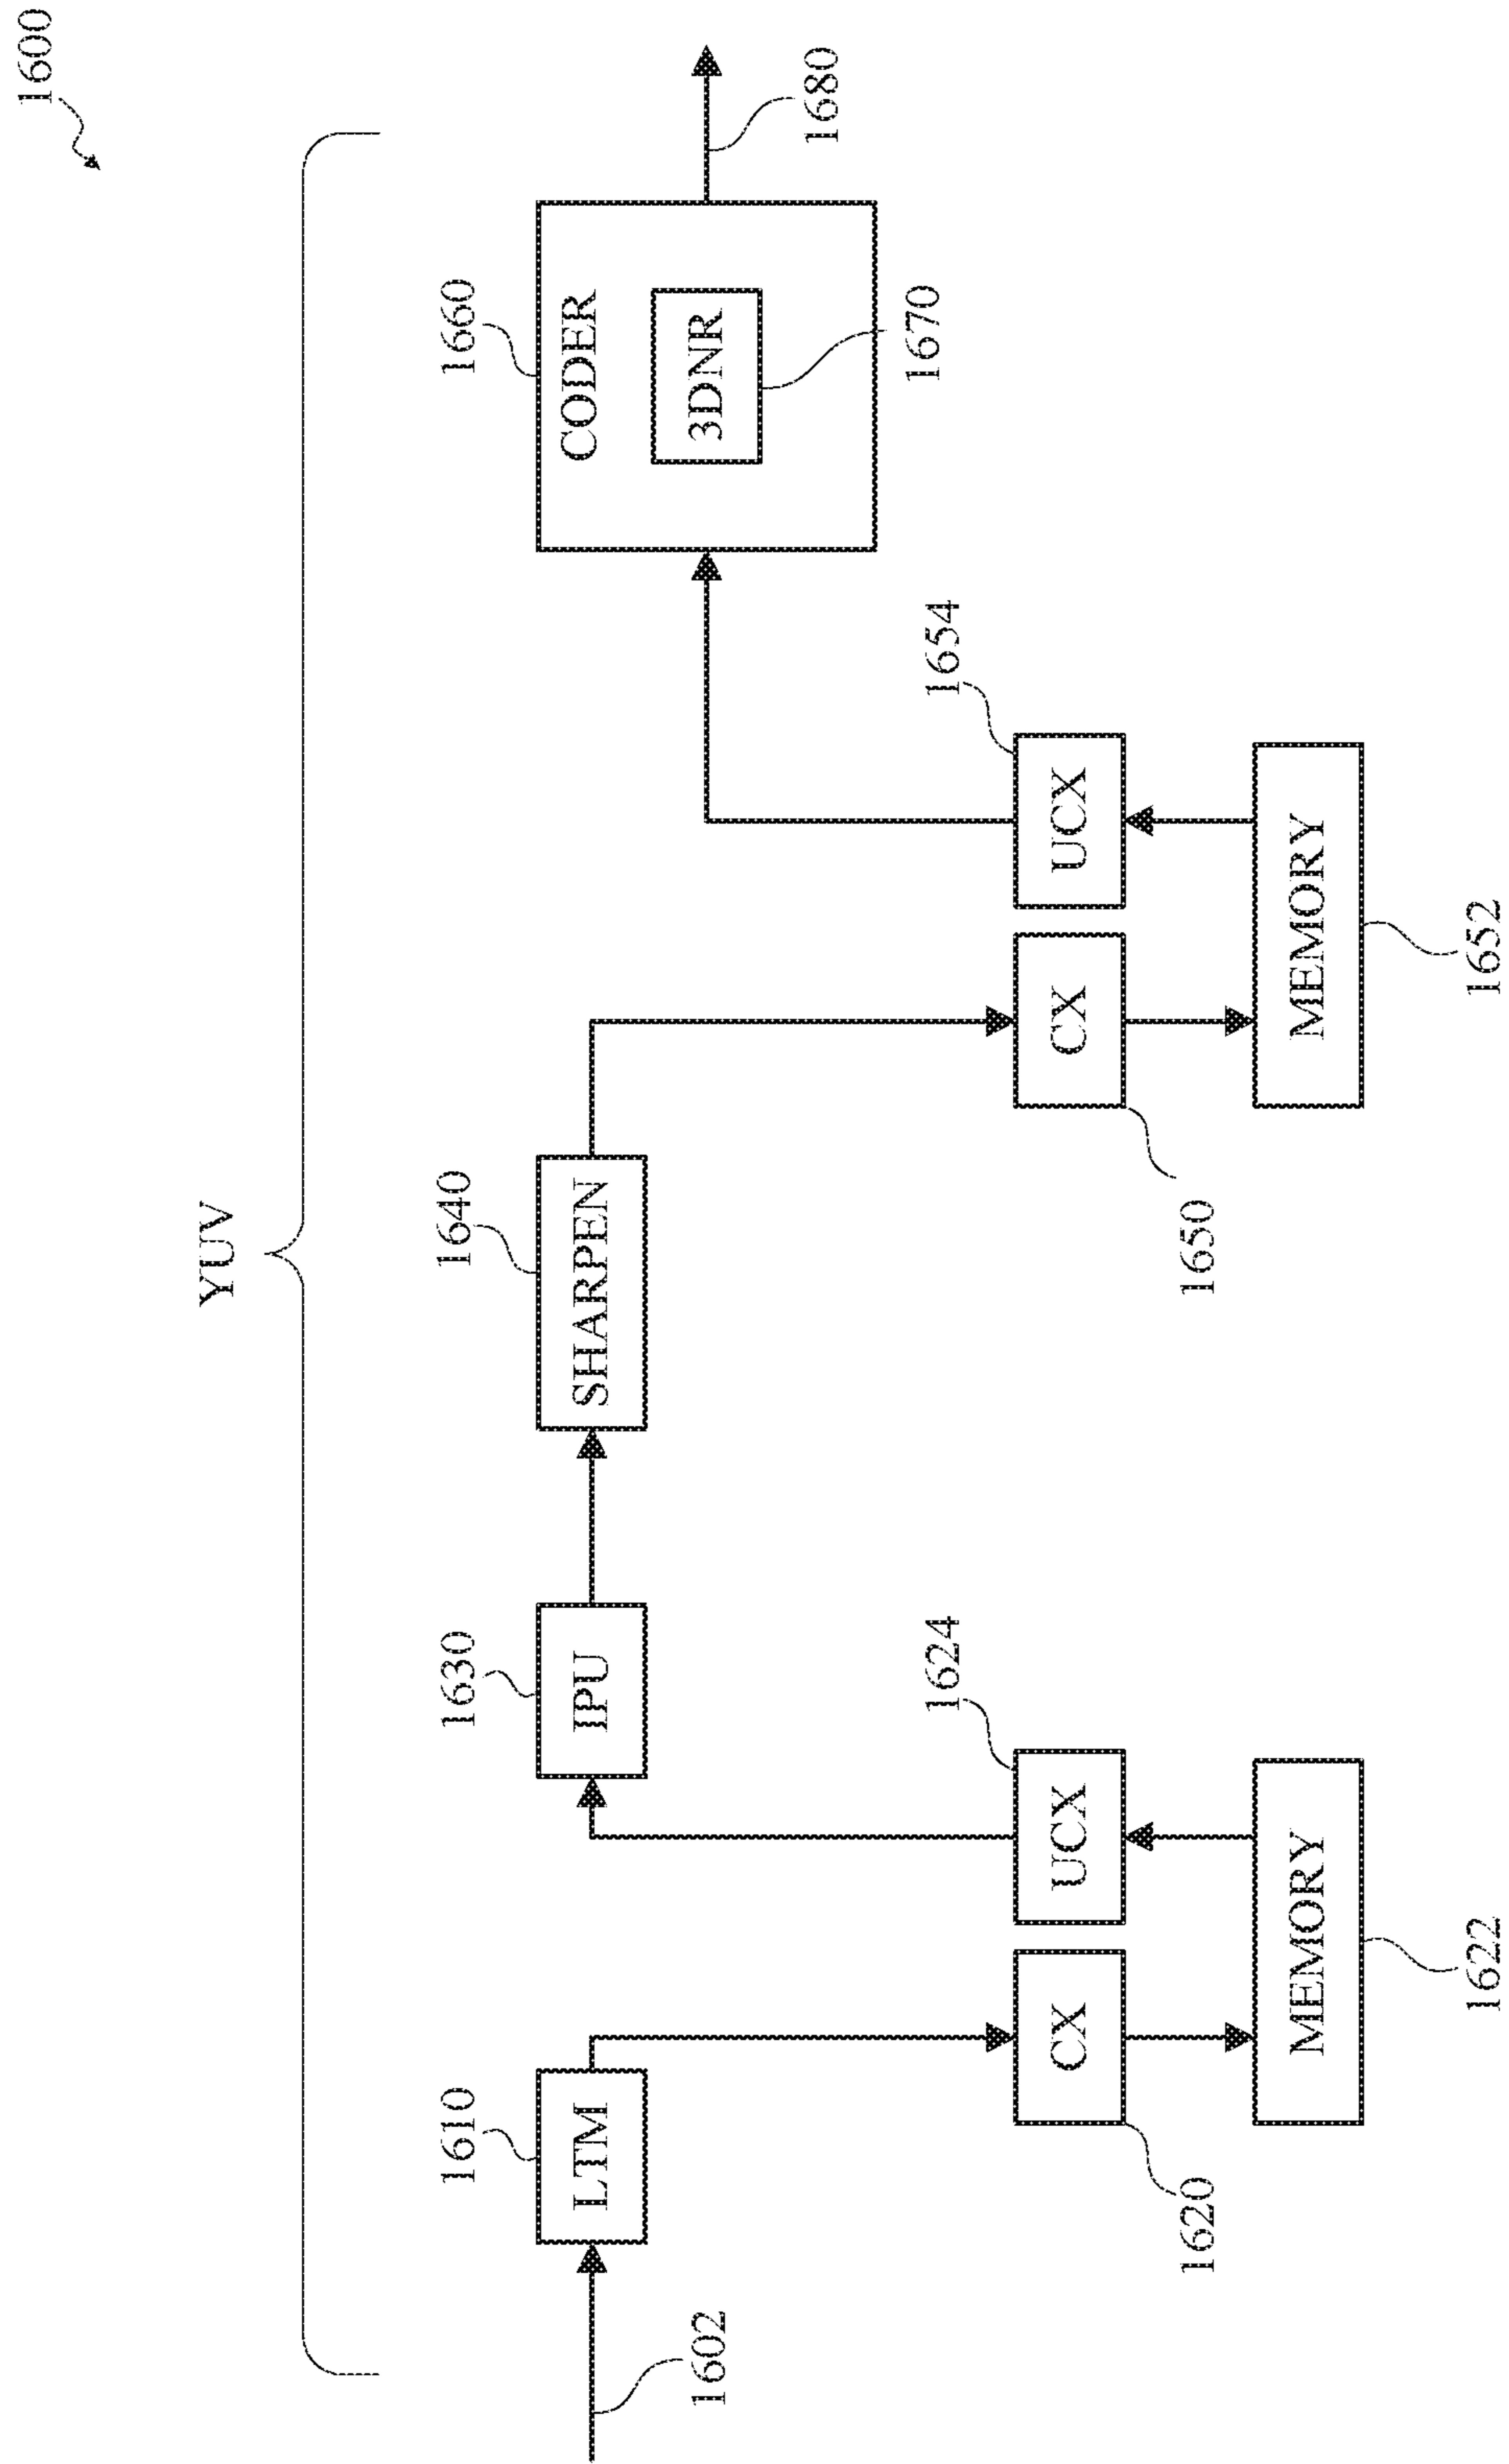 1600
YUV
1602
1610
LTM
1620
CX
1622
MEMORY
1624
UCX
1630
IPU
1640
SHARPEN
1650
CX
1652
MEMORY
1654
UCX
1660
CODER
3DNR
1670
1680